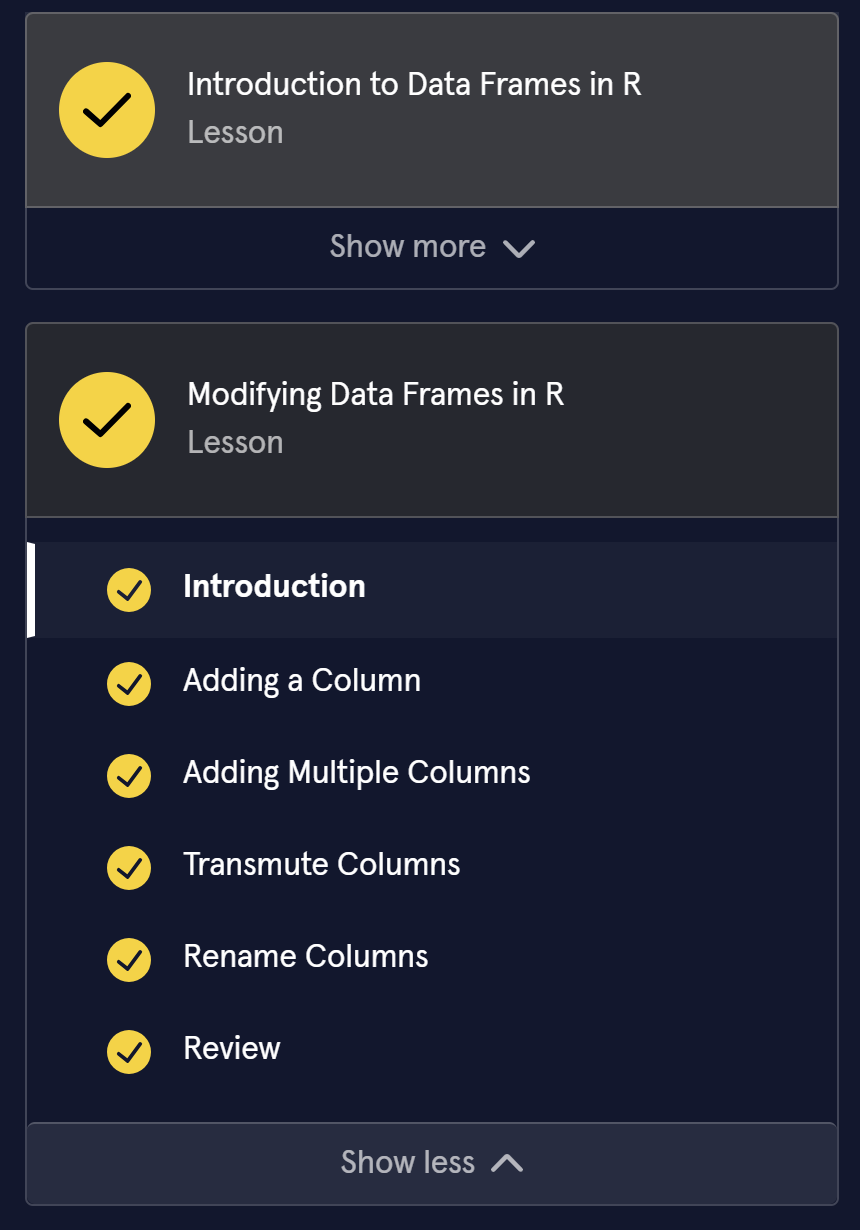 Introduction to Data Frames in R
Lesson
Show more
Modifying Data Frames in R
Lesson
Introduction
Adding a Column
Adding Multiple Columns
Transmute Columns
Rename Columns
Review
Show less